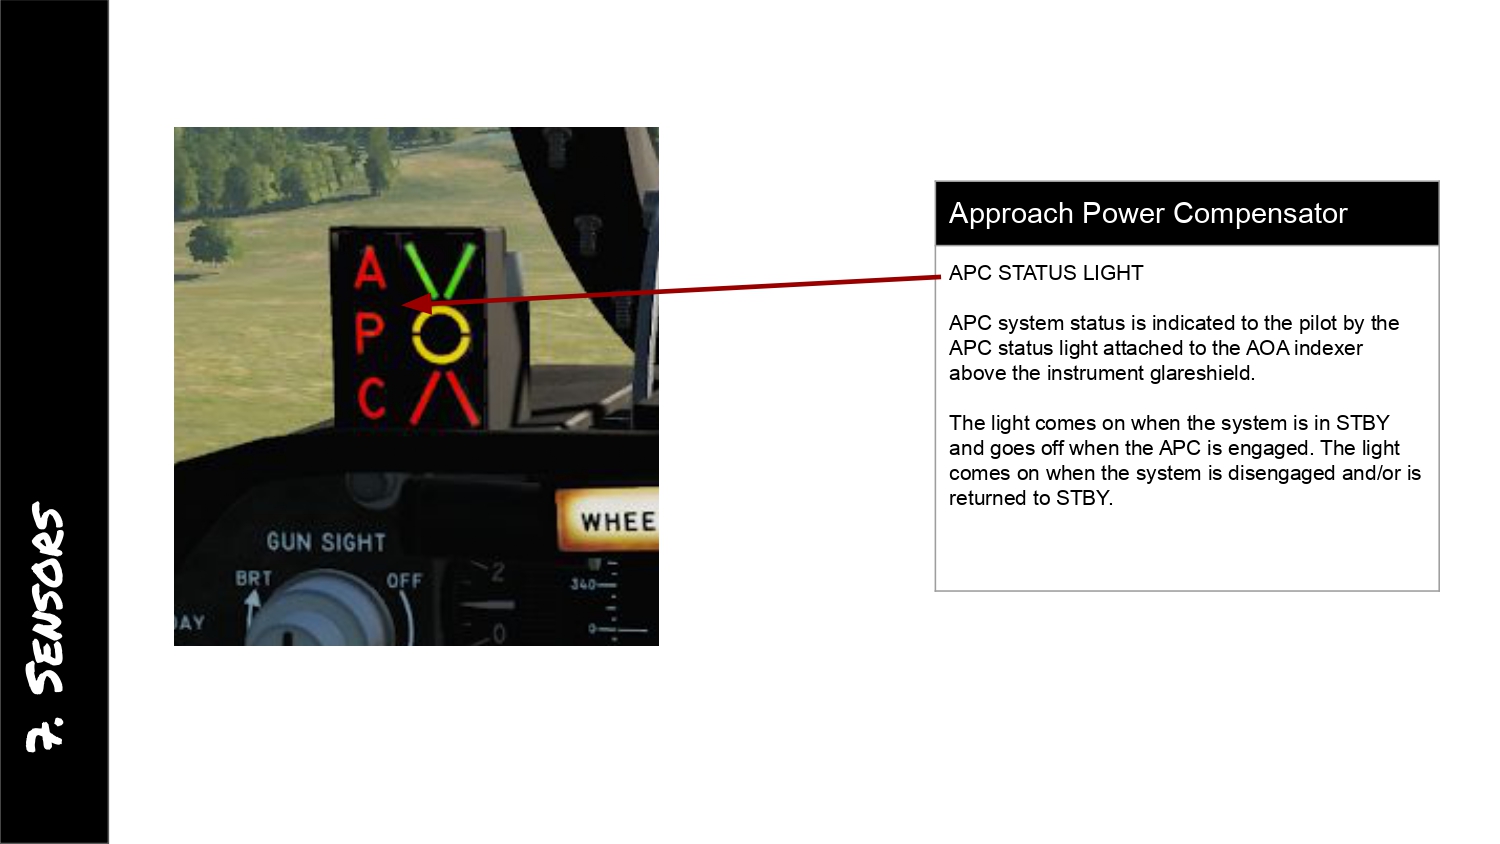 7. SENSORS
A
P
C
WHEE
GUN SIGHT
BRT
OFF
DAY
2
0
340
0
Approach Power Compensator
APC STATUS LIGHT
APC system status is indicated to the pilot by the
APC status light attached to the AOA indexer
above the instrument glareshield.
The light comes on when the system is in STBY
and goes off when the APC is engaged. The light
comes on when the system is disengaged and/or is
returned to STBY.